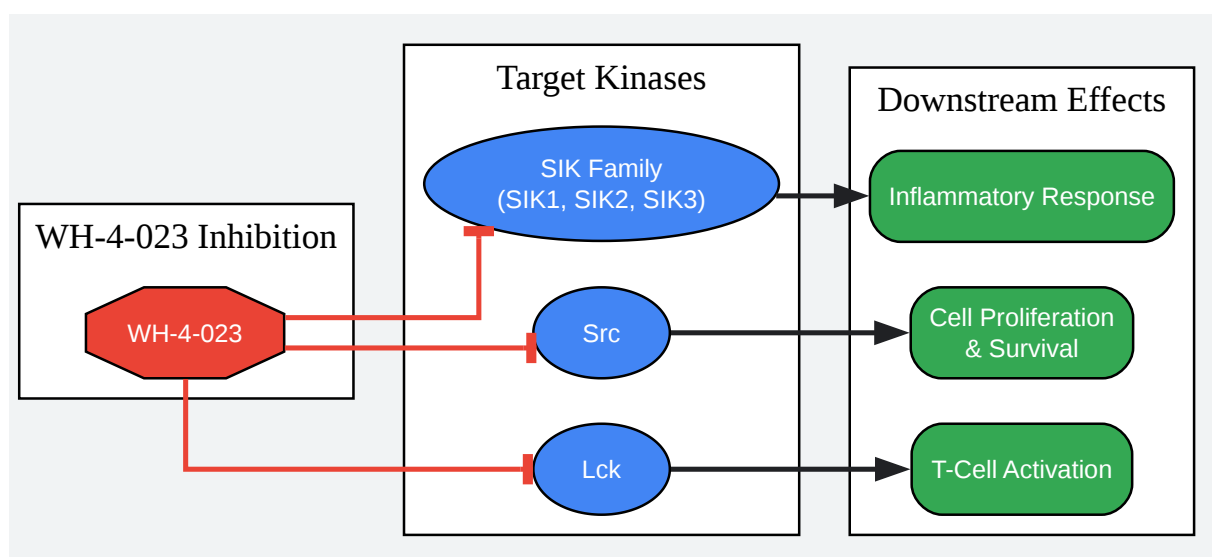 WH-4-023 Inhibition
WH-4-023
Target Kinases
SIK Family
(SIK1, SIK2, SIK3)
Src
Lck
Downstream Effects
Inflammatory Response
Cell Proliferation
& Survival
T-Cell Activation